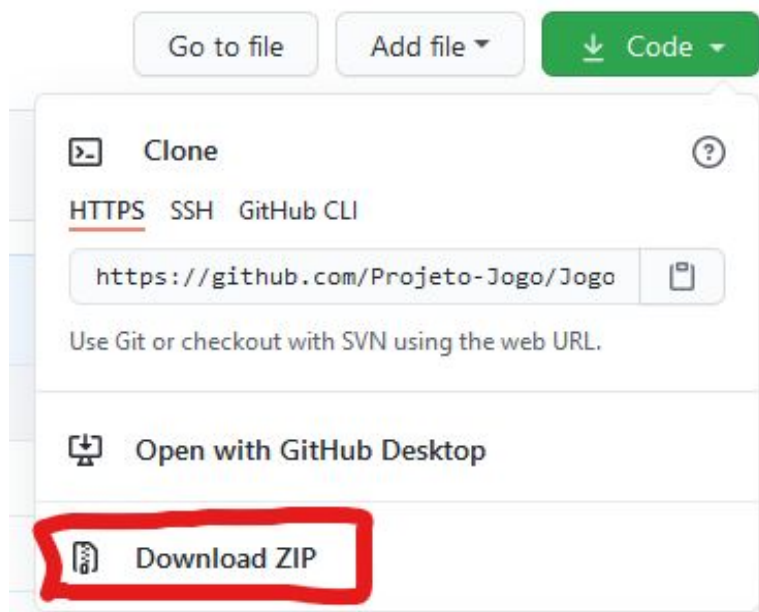 Go to file Add file Code
Clone
HTTPS SSH GitHub CLI
https://github.com/Projeto-Jogo/Jogo
Use Git or checkout with SVN using the web URL.
Open with GitHub Desktop
Download ZIP